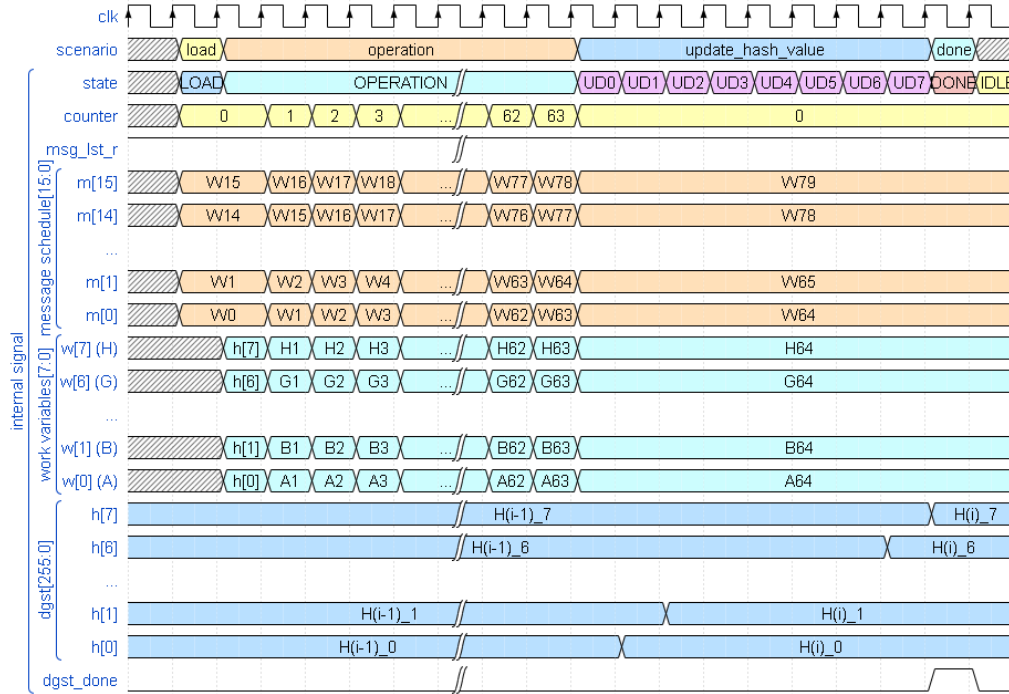 clk
scenario load operation update_hash_value done
state LOAD OPERATION UD0 UD1 UD2 UD3 UD4 UD5 UD6 UD7 DONE IDLE
counter 0 1 2 3 ... 62 63 0
msg_lst_r
m[15] W15 W16 W17 W18 ... W77 W78 W79
m[14] W14 W15 W16 W17 ... W76 W77 W78
...
m[1] W1 W2 W3 W4 ... W63 W64 W65
m[0] W0 W1 W2 W3 ... W62 W63 W64
w[7] (H) h[7] H1 H2 H3 ... H62 H63 H64
w[6] (G) h[6] G1 G2 G3 ... G62 G63 G64
...
w[1] (B) h[1] B1 B2 B3 ... B62 B63 B64
w[0] (A) h[0] A1 A2 A3 ... A62 A63 A64
h[7] H(i-1)_7 H(i)_7
h[6] H(i-1)_6 H(i)_6
...
h[1] H(i-1)_1 H(i)_1
h[0] H(i-1)_0 H(i)_0
dgst_done
internal signal
message schedule[15:0]
work variables[7:0]
dgst[255:0]